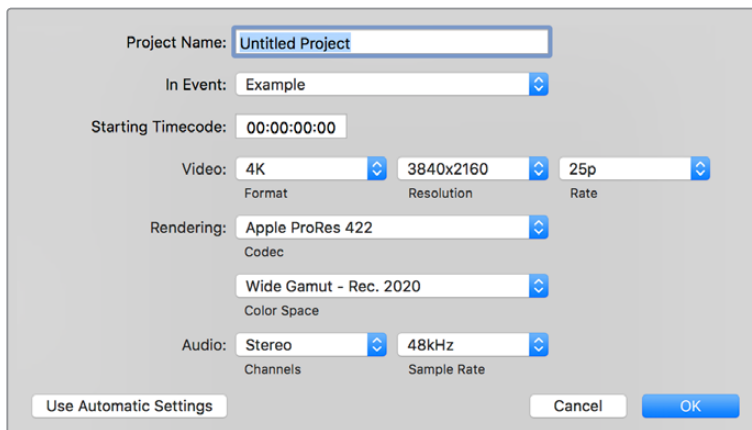 Project Name: Untitled Project
In Event: Example
Starting Timecode: 00:00:00:00
Video: 4K 3840x2160 25p
Format Resolution Rate
Rendering: Apple ProRes 422
Codec
Wide Gamut - Rec. 2020
Color Space
Audio: Stereo 48kHz
Channels Sample Rate
Use Automatic Settings Cancel OK